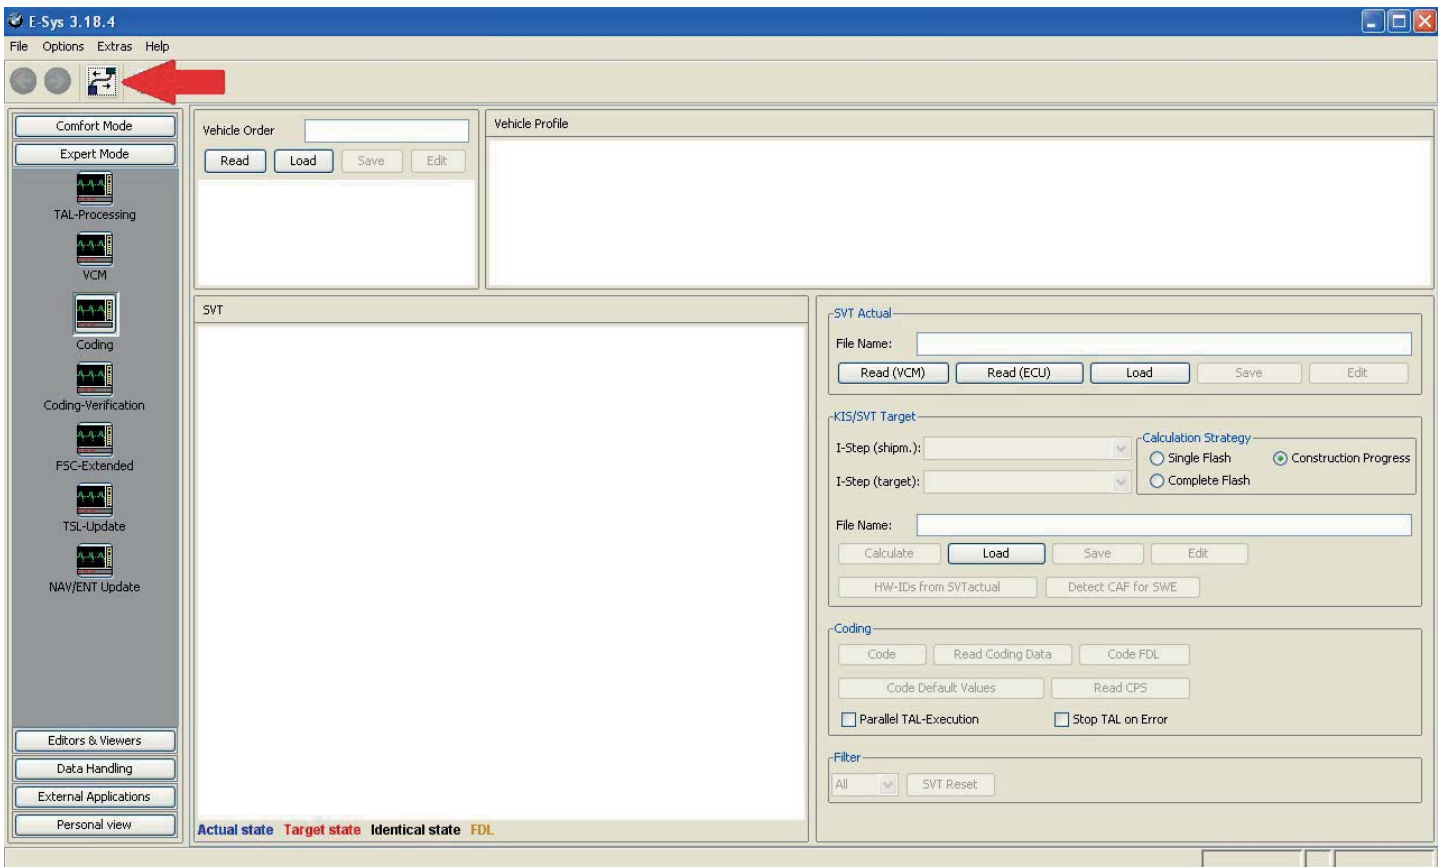 E-Sys 3.18.4
File Options Extras Help
Comfort Mode
Expert Mode
TAL-Processing
VCM
Coding
Coding-Verification
FSC-Extended
TSL-Update
NAV/ENT Update
Editors & Viewers
Data Handling
External Applications
Personal view
Vehicle Order
Read Load Save Edit
Vehicle Profile
SVT
Actual state Target state Identical state FDL
SVT Actual
File Name:
Read (VCM) Read (ECU) Load Save Edit
KIS/SVT Target
I-Step (shipm.):
I-Step (target):
Calculation Strategy
Single Flash Construction Progress
Complete Flash
File Name:
Calculate Load Save Edit
HW-IDs from SVTactual Detect CAF for SWE
Coding
Code Read Coding Data Code FDL
Code Default Values Read CPS
Parallel TAL-Execution Stop TAL on Error
Filter
All SVT Reset